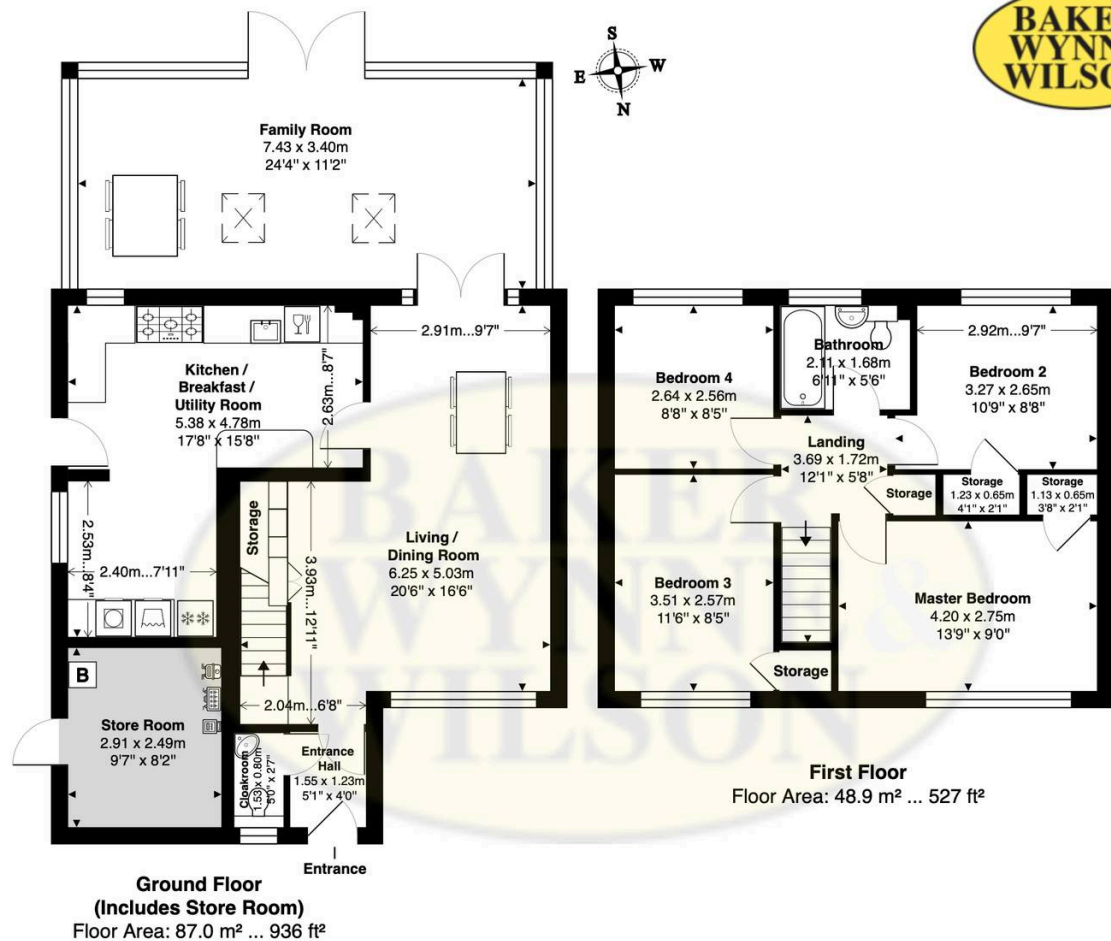 BAKE
WYNN
WILSO
S
E
W
N
Family Room
7.43 x 3.40m
24'4" x 11'2"
Kitchen /
Breakfast /
Utility Room
5.38 x 4.78m
17'8" x 15'8"
2.63m...8'7"
2.91m...9'7"
2.53m...8'4"
2.40m...7'11"
Storage
3.93m...12'11"
Living /
Dining Room
6.25 x 5.03m
20'6" x 16'6"
2.04m...6'8"
B
Store Room
2.91 x 2.49m
9'7" x 8'2"
Cloakroom
1.53 x 0.80m
5'0" x 2'7"
Entrance
Hall
1.55 x 1.23m
5'1" x 4'0"
Entrance
Ground Floor
(Includes Store Room)
Floor Area: 87.0 m² ... 936 ft²
Bedroom 4
2.64 x 2.56m
8'8" x 8'5"
Bathroom
2.11 x 1.68m
6'11" x 5'6"
2.92m...9'7"
Bedroom 2
3.27 x 2.65m
10'9" x 8'8"
Landing
3.69 x 1.72m
12'1" x 5'8"
Storage
Storage
1.23 x 0.65m
4'1" x 2'1"
Storage
1.13 x 0.65m
3'8" x 2'1"
Bedroom 3
3.51 x 2.57m
11'6" x 8'5"
Master Bedroom
4.20 x 2.75m
13'9" x 9'0"
Storage
First Floor
Floor Area: 48.9 m² ... 527 ft²
BAKER
WYNNE &
WILSON